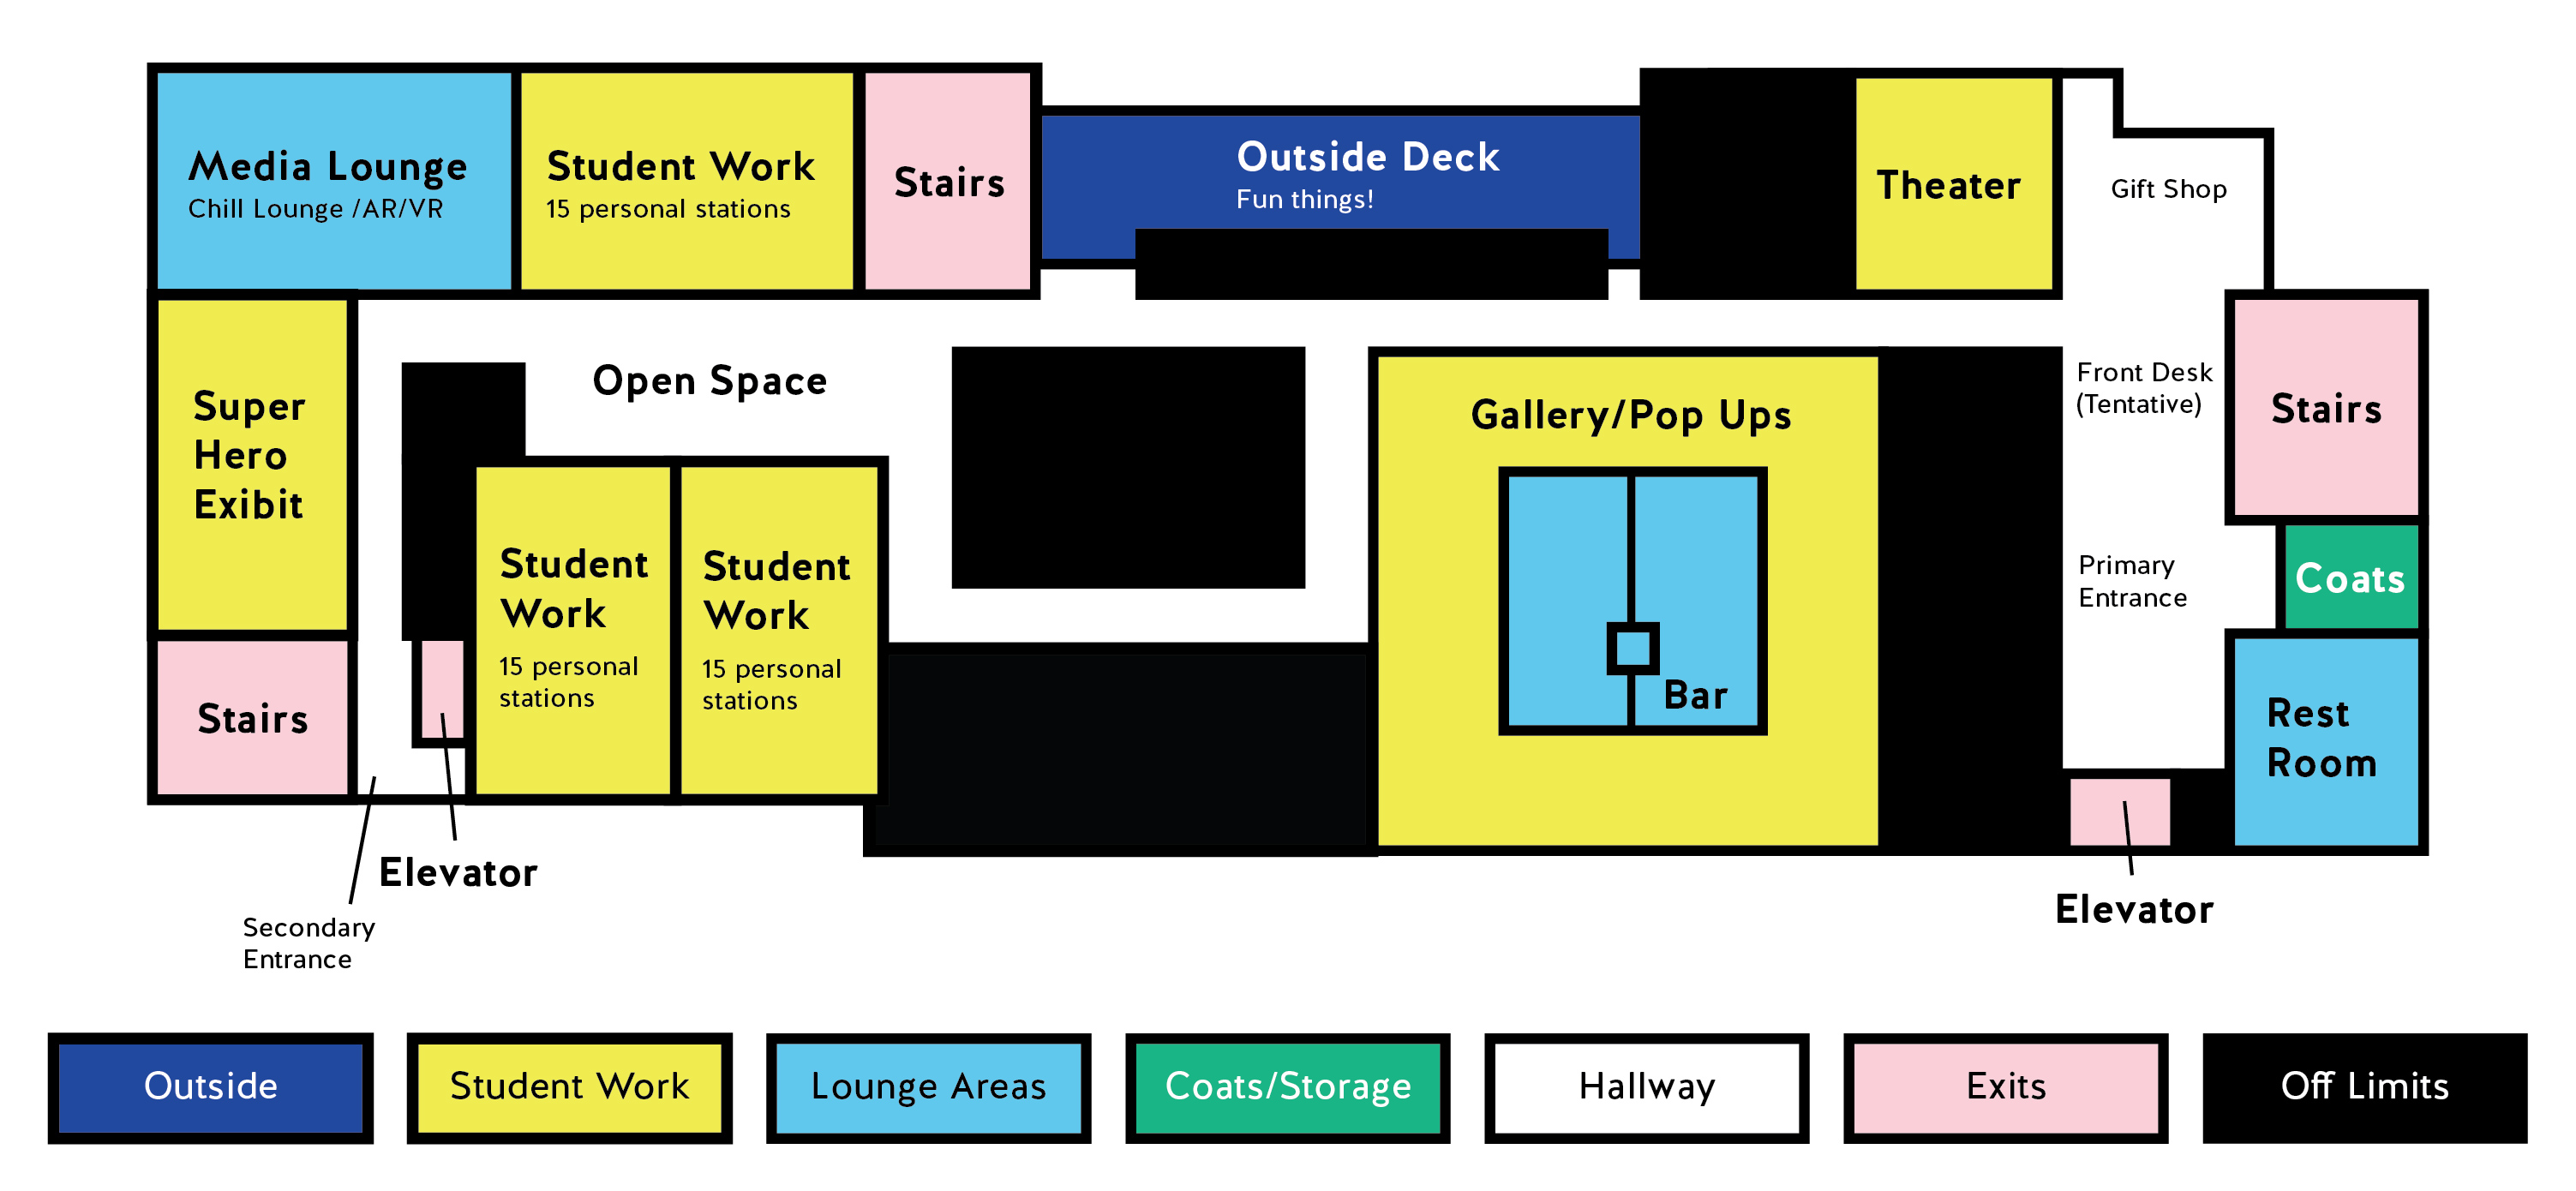 Media Lounge
Chill Lounge /AR/VR
Student Work
15 personal stations
Stairs
Outside Deck
Fun things!
Theater
Gift Shop
Super
Hero
Exibit
Open Space
Gallery/Pop Ups
Front Desk
(Tentative)
Stairs
Student
Work
15 personal
stations
Student
Work
15 personal
stations
Primary
Entrance
Coats
Stairs
Bar
Rest
Room
Elevator
Secondary
Entrance
Elevator
Outside
Student Work
Lounge Areas
Coats/Storage
Hallway
Exits
Off Limits